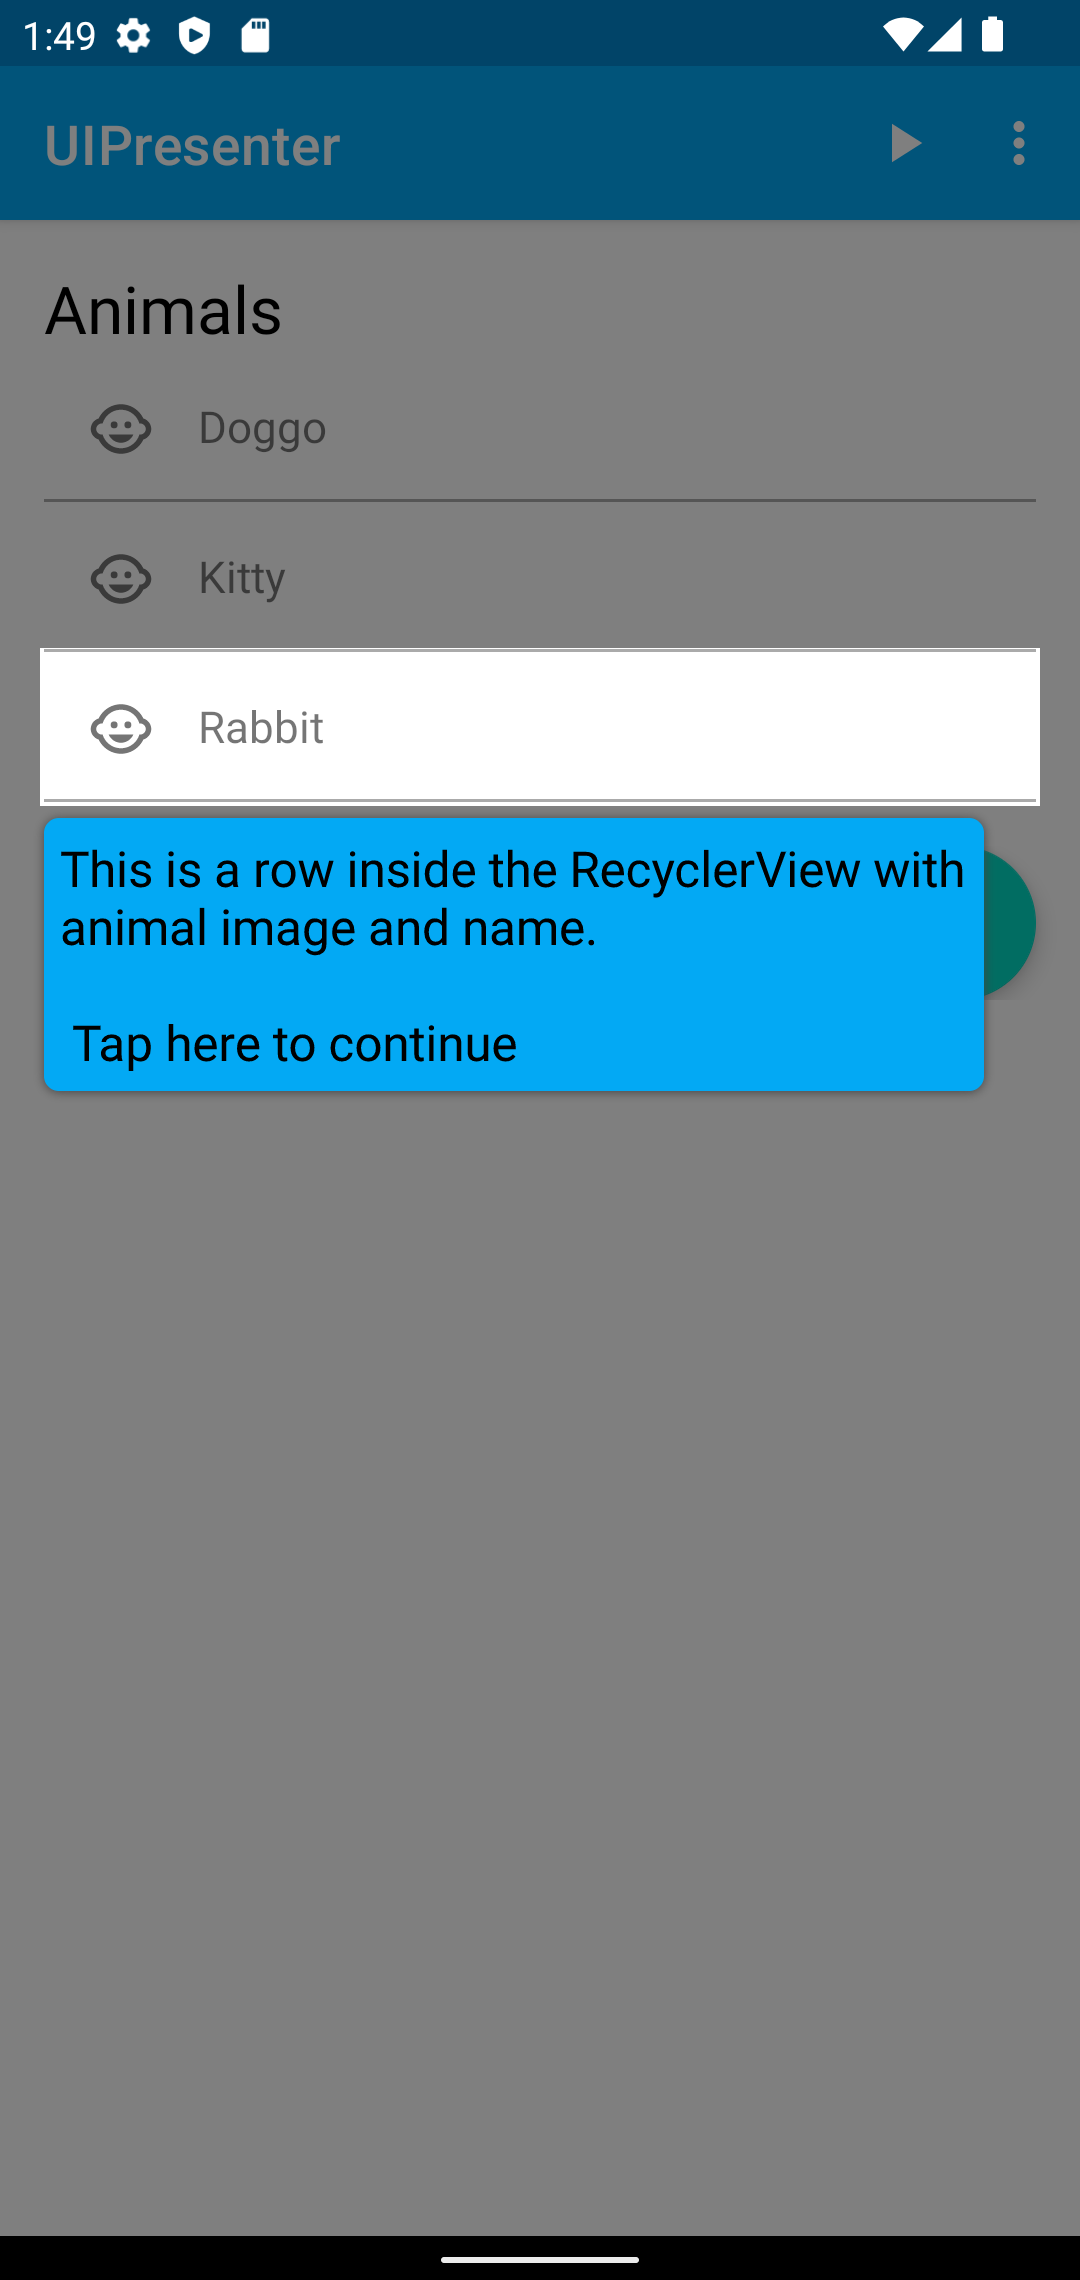 1:49
UIPresenter
Animals
Doggo
Kitty
Rabbit
This is a row inside the RecyclerView with
animal image and name.
Tap here to continue